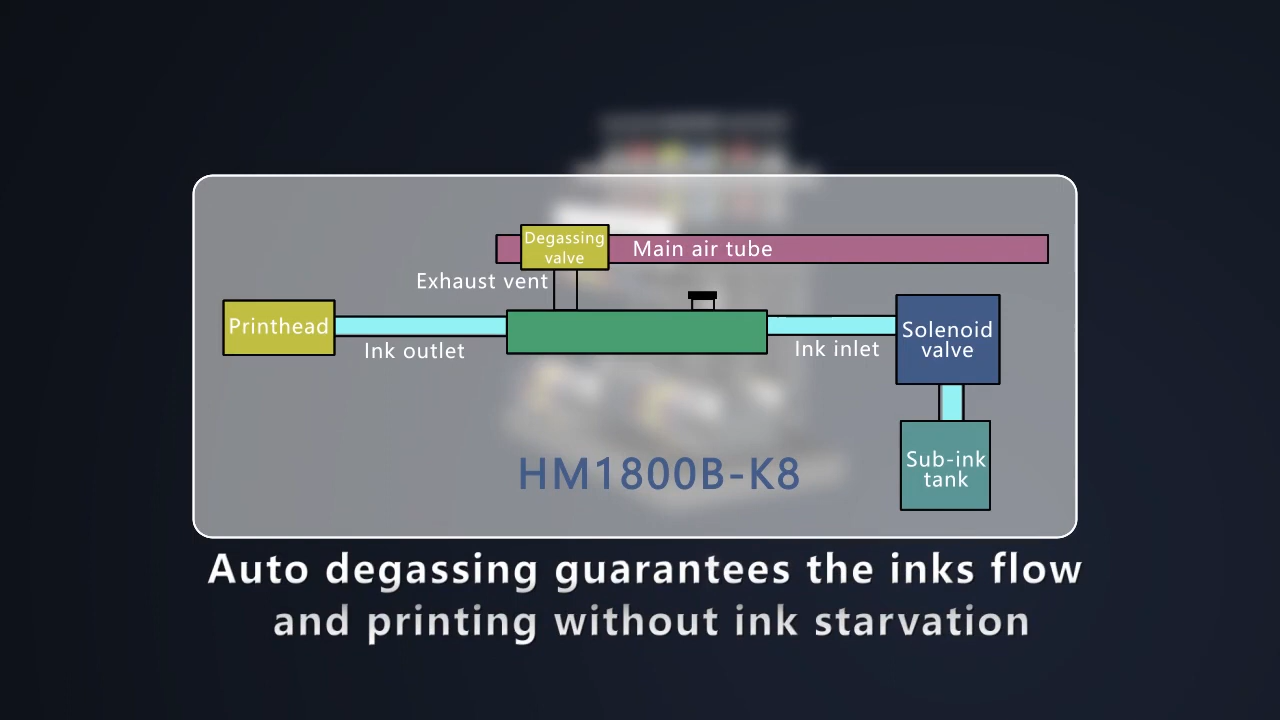 Degassing
valve
Main air tube
Exhaust vent
Printhead
Ink outlet
Ink inlet
Solenoid
valve
Sub-ink
tank
HM1800B-K8
Auto degassing guarantees the inks flow
and printing without ink starvation